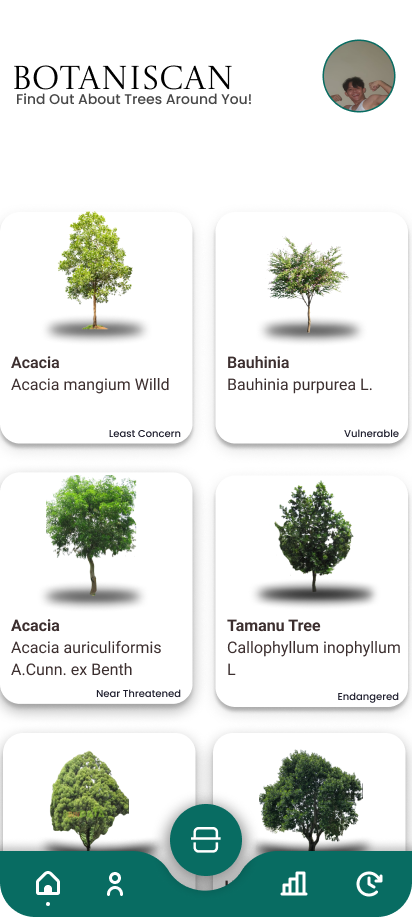 BOTANISCAN
Find Out About Trees Around You!
Acacia
Acacia mangium Willd
Least Concern
Bauhinia
Bauhinia purpurea L.
Vulnerable
Acacia
Acacia auriculiformis
A.Cunn. ex Benth
Near Threatened
Tamanu Tree
Callophyllum inophyllum
L
Endangered